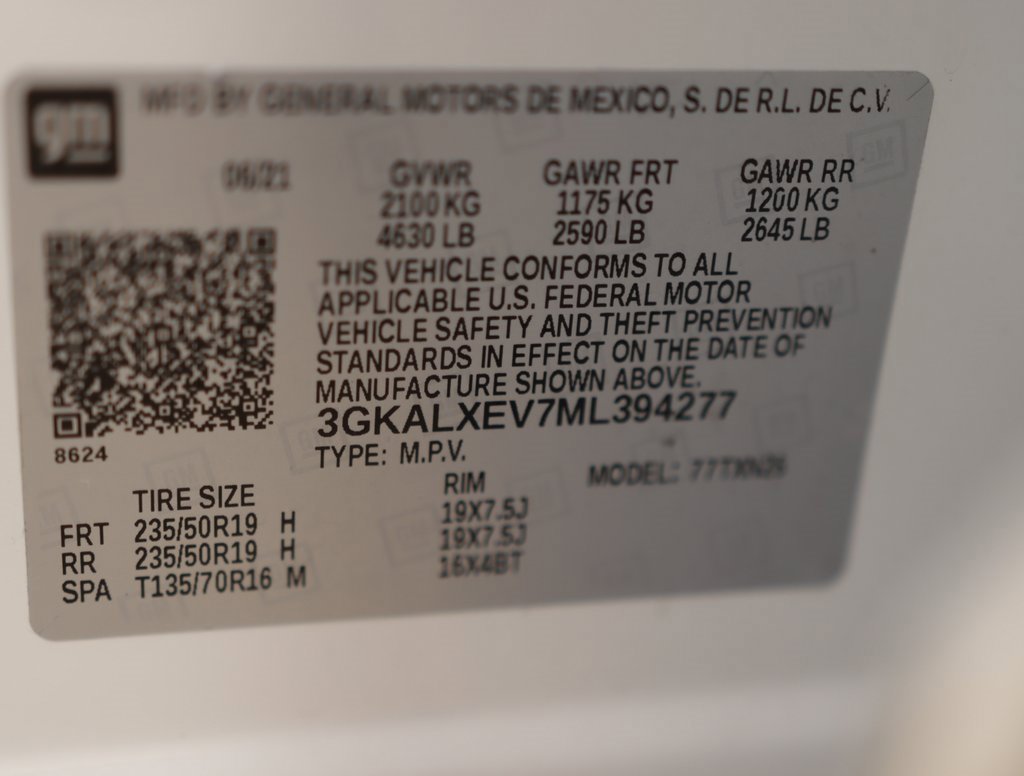 gm
MFD BY GENERAL MOTORS DE MEXICO, S. DE R.L. DE C.V.
06/21 GVWR GAWR FRT GAWR RR
2100 KG 1175 KG 1200 KG
4630 LB 2590 LB 2645 LB
THIS VEHICLE CONFORMS TO ALL
APPLICABLE U.S. FEDERAL MOTOR
VEHICLE SAFETY AND THEFT PREVENTION
STANDARDS IN EFFECT ON THE DATE OF
MANUFACTURE SHOWN ABOVE.
3GKALXEV7ML394277
8624
TYPE: M.P.V. MODEL:
TIRE SIZE RIM
FRT 235/50R19 H 19X7.5J
RR 235/50R19 H 19X7.5J
SPA T135/70R16 M 16X4BT